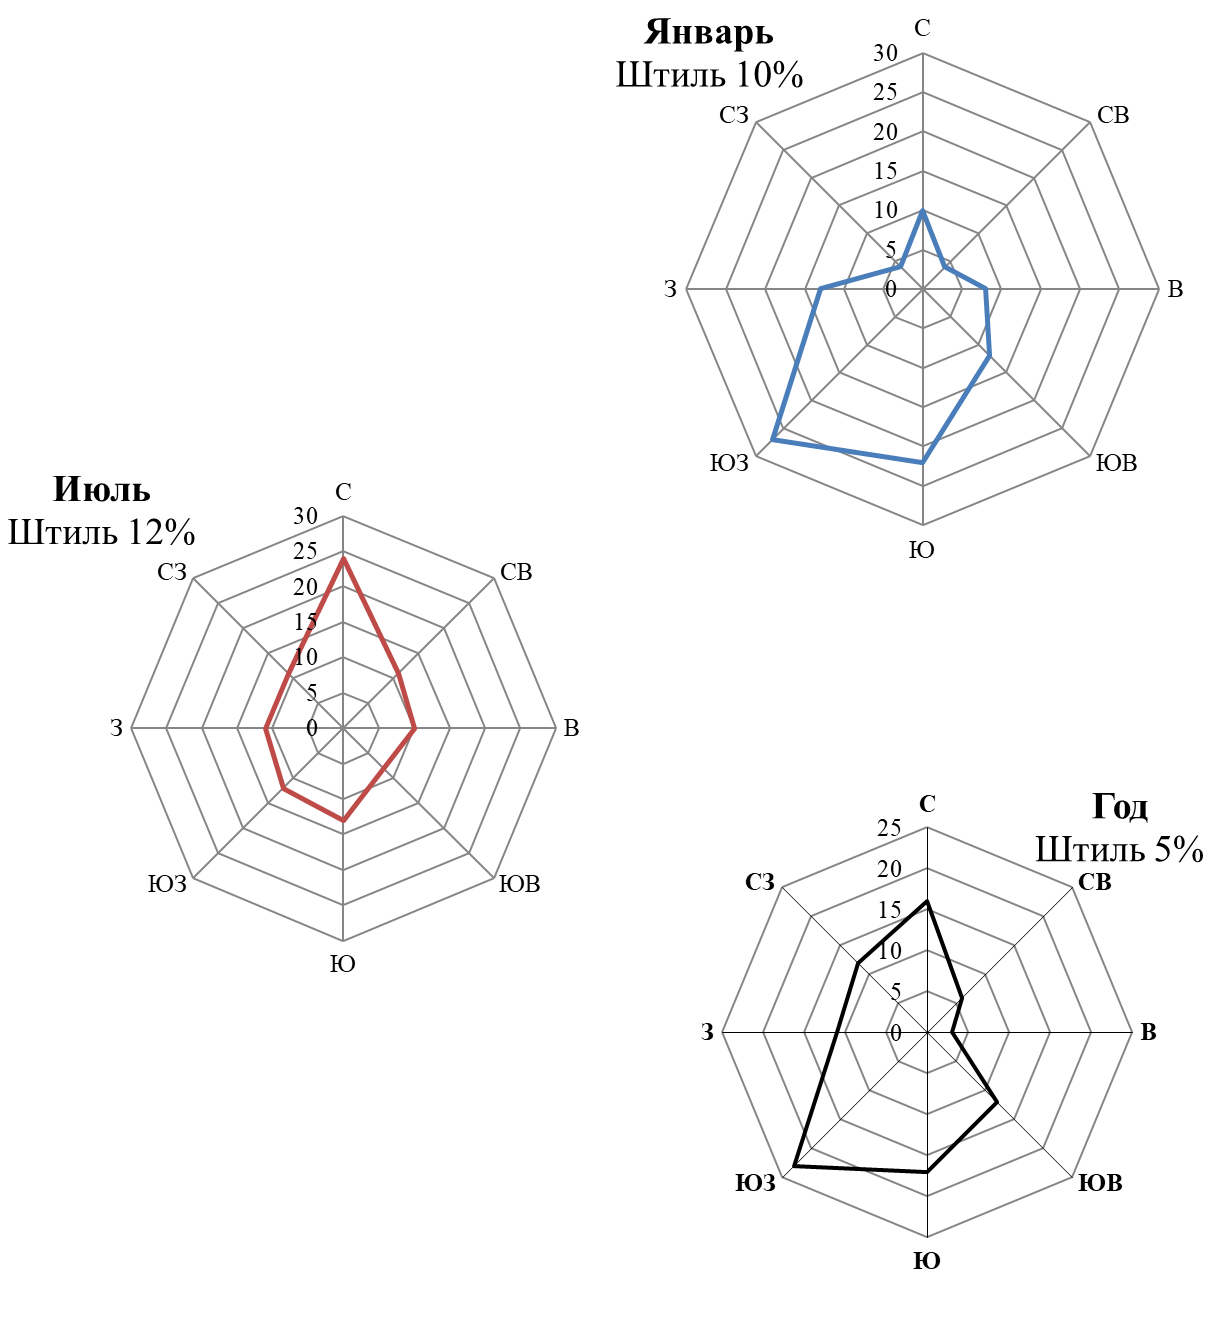 Январь
Штиль 10%
С
30
25
20
15
10
5
0
СЗ
СВ
З
В
ЮЗ
ЮВ
Ю
Июль
Штиль 12%
С
30
25
20
15
10
5
0
СЗ
СВ
З
В
ЮЗ
ЮВ
Ю
Год
Штиль 5%
С
25
20
15
10
5
0
СЗ
СВ
З
В
ЮЗ
ЮВ
Ю